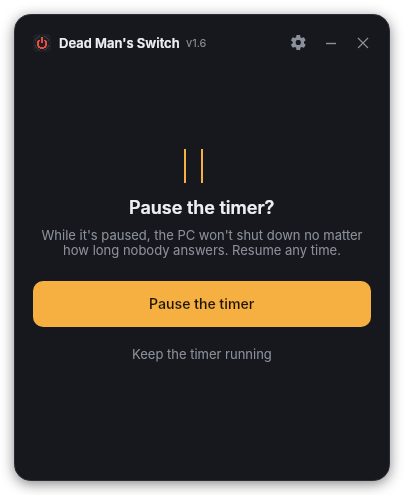 Dead Man's Switch v1.6
Pause the timer?
While it's paused, the PC won't shut down no matter
how long nobody answers. Resume any time.
Pause the timer
Keep the timer running